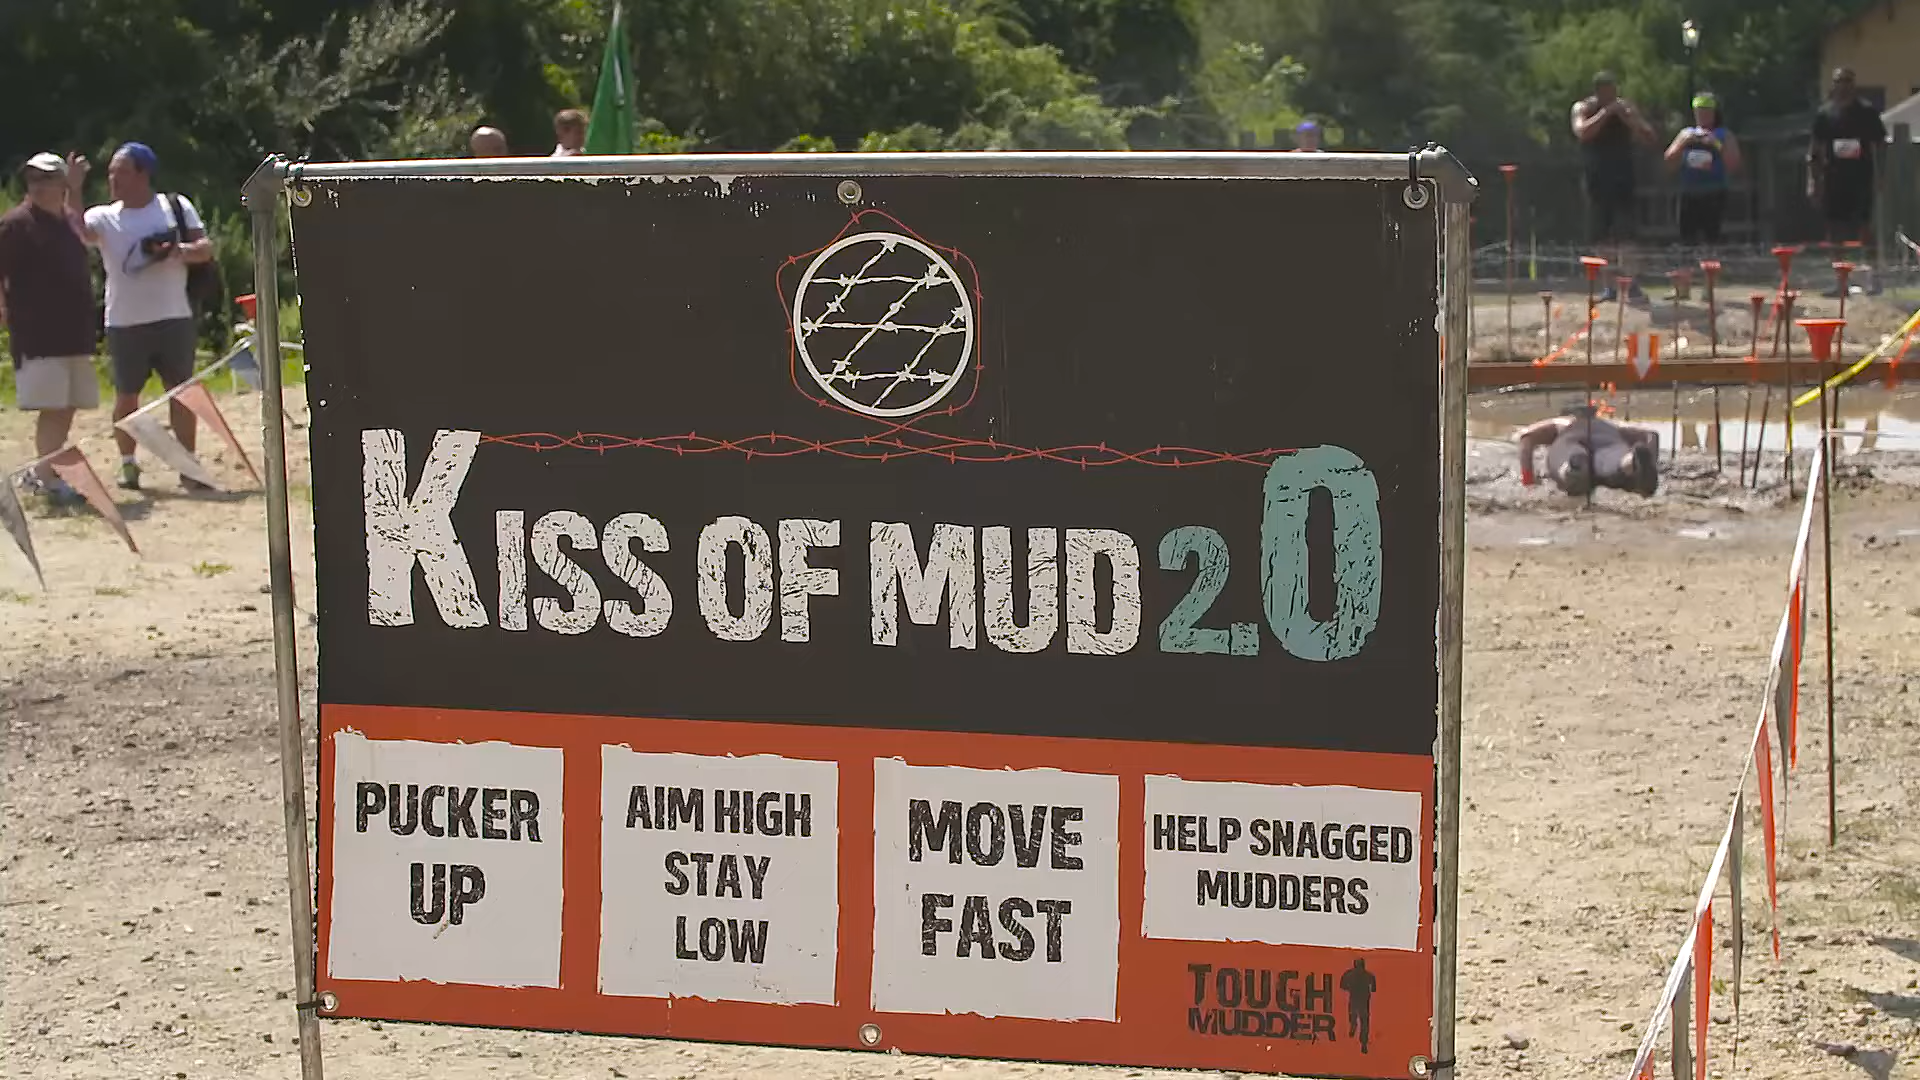 KISS OF MUD 2.0
PUCKER
UP
AIM HIGH
STAY
LOW
MOVE
FAST
HELP SNAGGED
MUDDERS
TOUGH
MUDDER